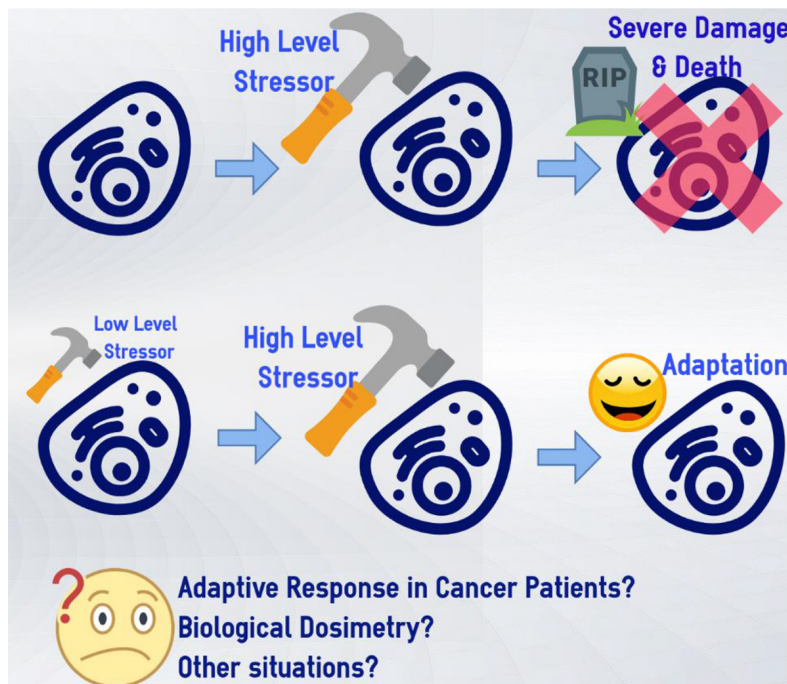 High Level
Stressor
Severe Damage
& Death
RIP
Low Level
Stressor
High Level
Stressor
Adaptation
?
Adaptive Response in Cancer Patients?
Biological Dosimetry?
Other situations?